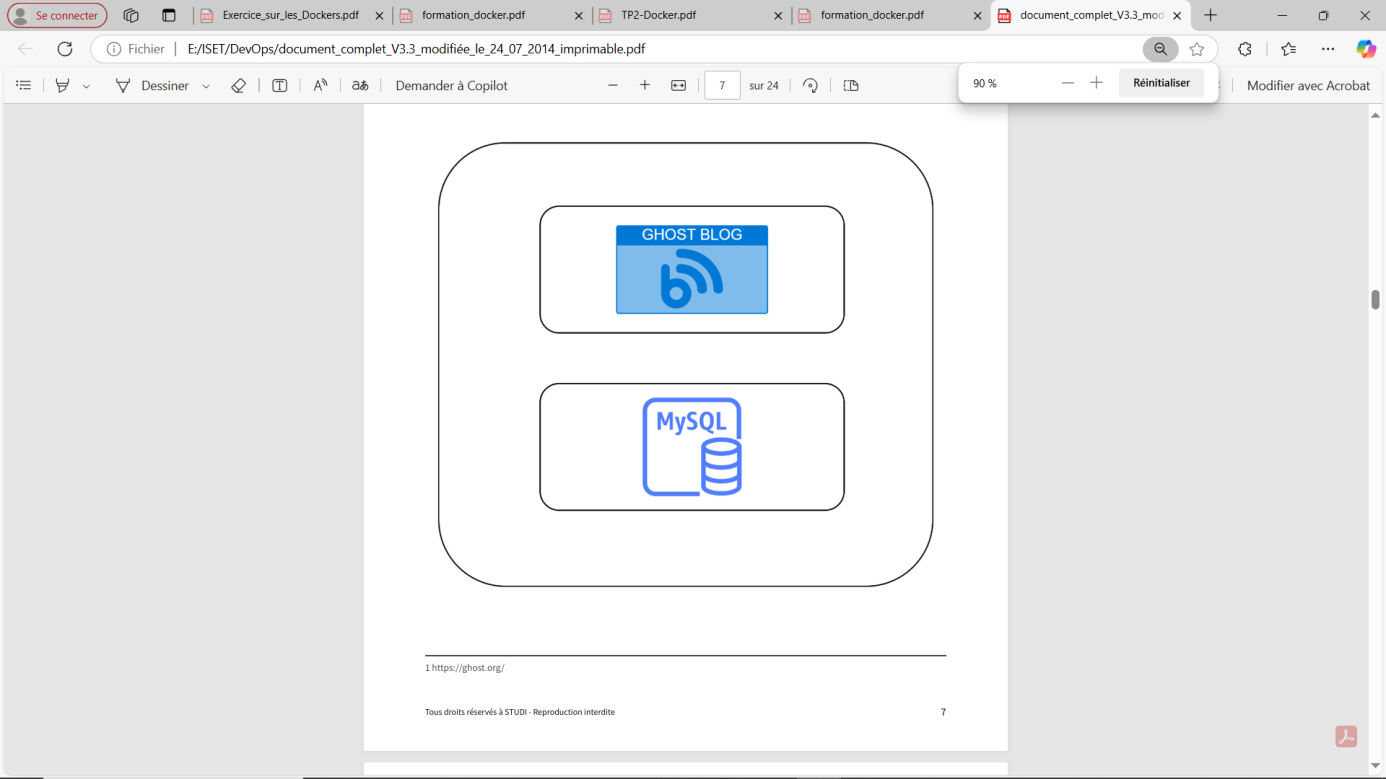 Se connecter
Exercice_sur_les_Dockers.pdf
formation_docker.pdf
TP2-Docker.pdf
formation_docker.pdf
document_complet_V3.3_mod
Fichier
E:/ISET/DevOps/document_complet_V3.3_modifiée_le_24_07_2014_imprimable.pdf
90 %
Réinitialiser
Dessiner
Demander à Copilot
7
sur 24
Modifier avec Acrobat
GHOST BLOG
MySQL
1 https://ghost.org/
Tous droits réservés à STUDI - Reproduction interdite
7